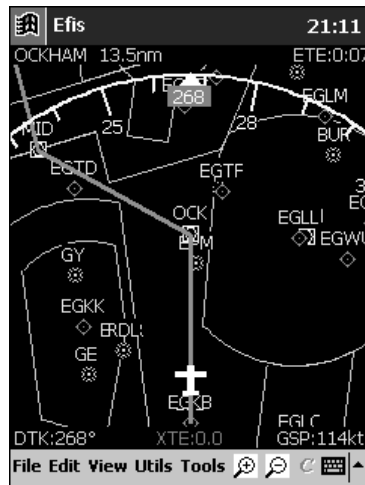 Efis 21:11
OCKHAM 13.5nm ETE:0:07
EGLM
268
MID 25 28 BUR
EGTD EGTF
OCK EGLL EGWU
GY
EGKK
GE
EGKB
EGLC
DTK:268° XTE:0.0 GSP:114kt
File Edit View Utils Tools